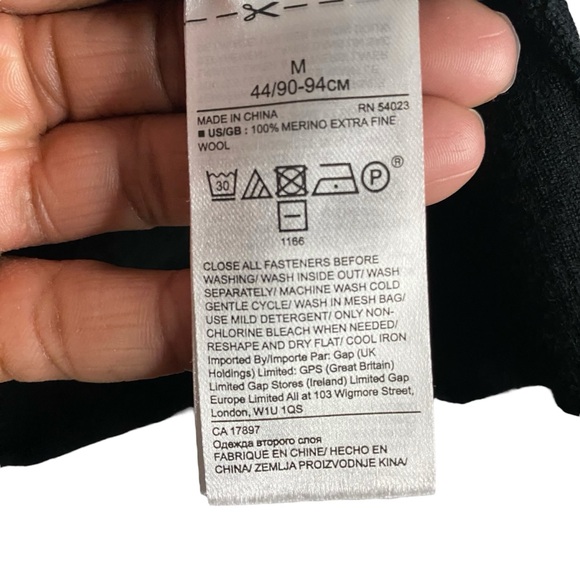 M
44/90-94CM
MADE IN CHINA RN 54023
■ US/GB : 100% MERINO EXTRA FINE
WOOL
30 P ®
1166
CLOSE ALL FASTENERS BEFORE
WASHING/ WASH INSIDE OUT/ WASH
SEPARATELY/ MACHINE WASH COLD
GENTLE CYCLE/ WASH IN MESH BAG/
USE MILD DETERGENT/ ONLY NON-
CHLORINE BLEACH WHEN NEEDED/
RESHAPE AND DRY FLAT/ COOL IRON
Imported By/Importe Par: Gap (UK
Holdings) Limited: GPS (Great Britain)
Limited Gap Stores (Ireland) Limited Gap
Europe Limited All at 103 Wigmore Street,
London, W1U 1QS
CA 17897
Одежда второго слоя
FABRIQUÉ EN CHINE/ HECHO EN
CHINA/ ZEMLJA PROIZVODNJE KINA/